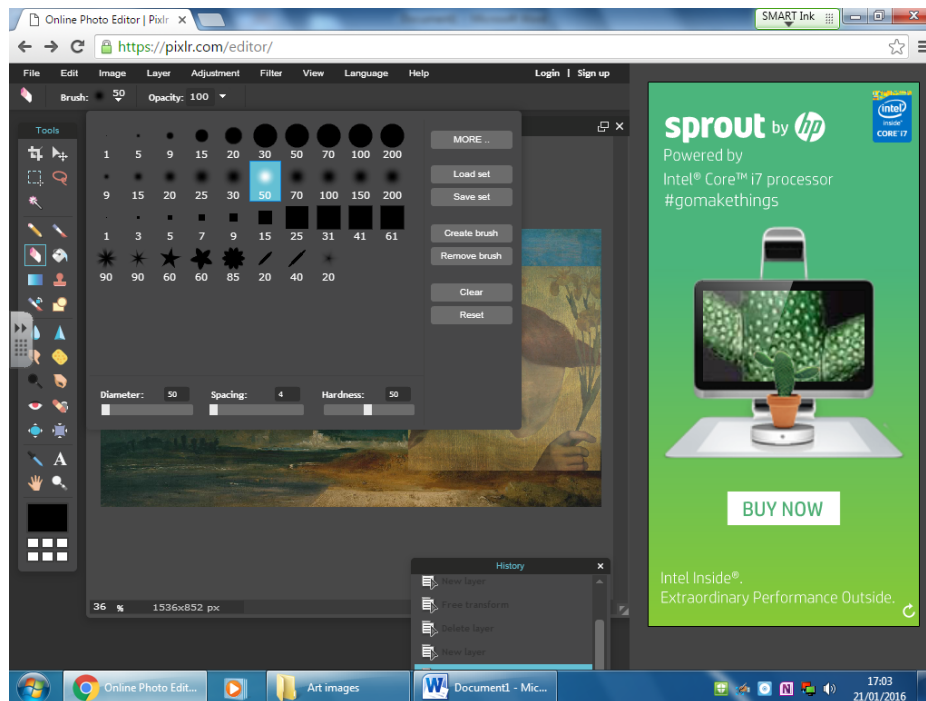 Online Photo Editor | Pixlr
SMART Ink
https://pixlr.com/editor/
File Edit Image Layer Adjustment Filter View Language Help Login | Sign up
Brush: 50 Opacity: 100
Tools
1 5 9 15 20 30 50 70 100 200
9 15 20 25 30 50 70 100 150 200
1 3 5 7 9 15 25 31 41 61
90 90 60 60 85 20 40 20
MORE ..
Load set
Save set
Create brush
Remove brush
Clear
Reset
Diameter: 50 Spacing: 4 Hardness: 50
A
36 % 1536x852 px
History
New layer
Free transform
Delete layer
New layer
sprout by hp
intel
inside
CORE i7
Powered by
Intel® Core™ i7 processor
#gomakethings
BUY NOW
Intel Inside®.
Extraordinary Performance Outside.
Online Photo Edit...
Art images
Document1 - Mic...
17:03
21/01/2016